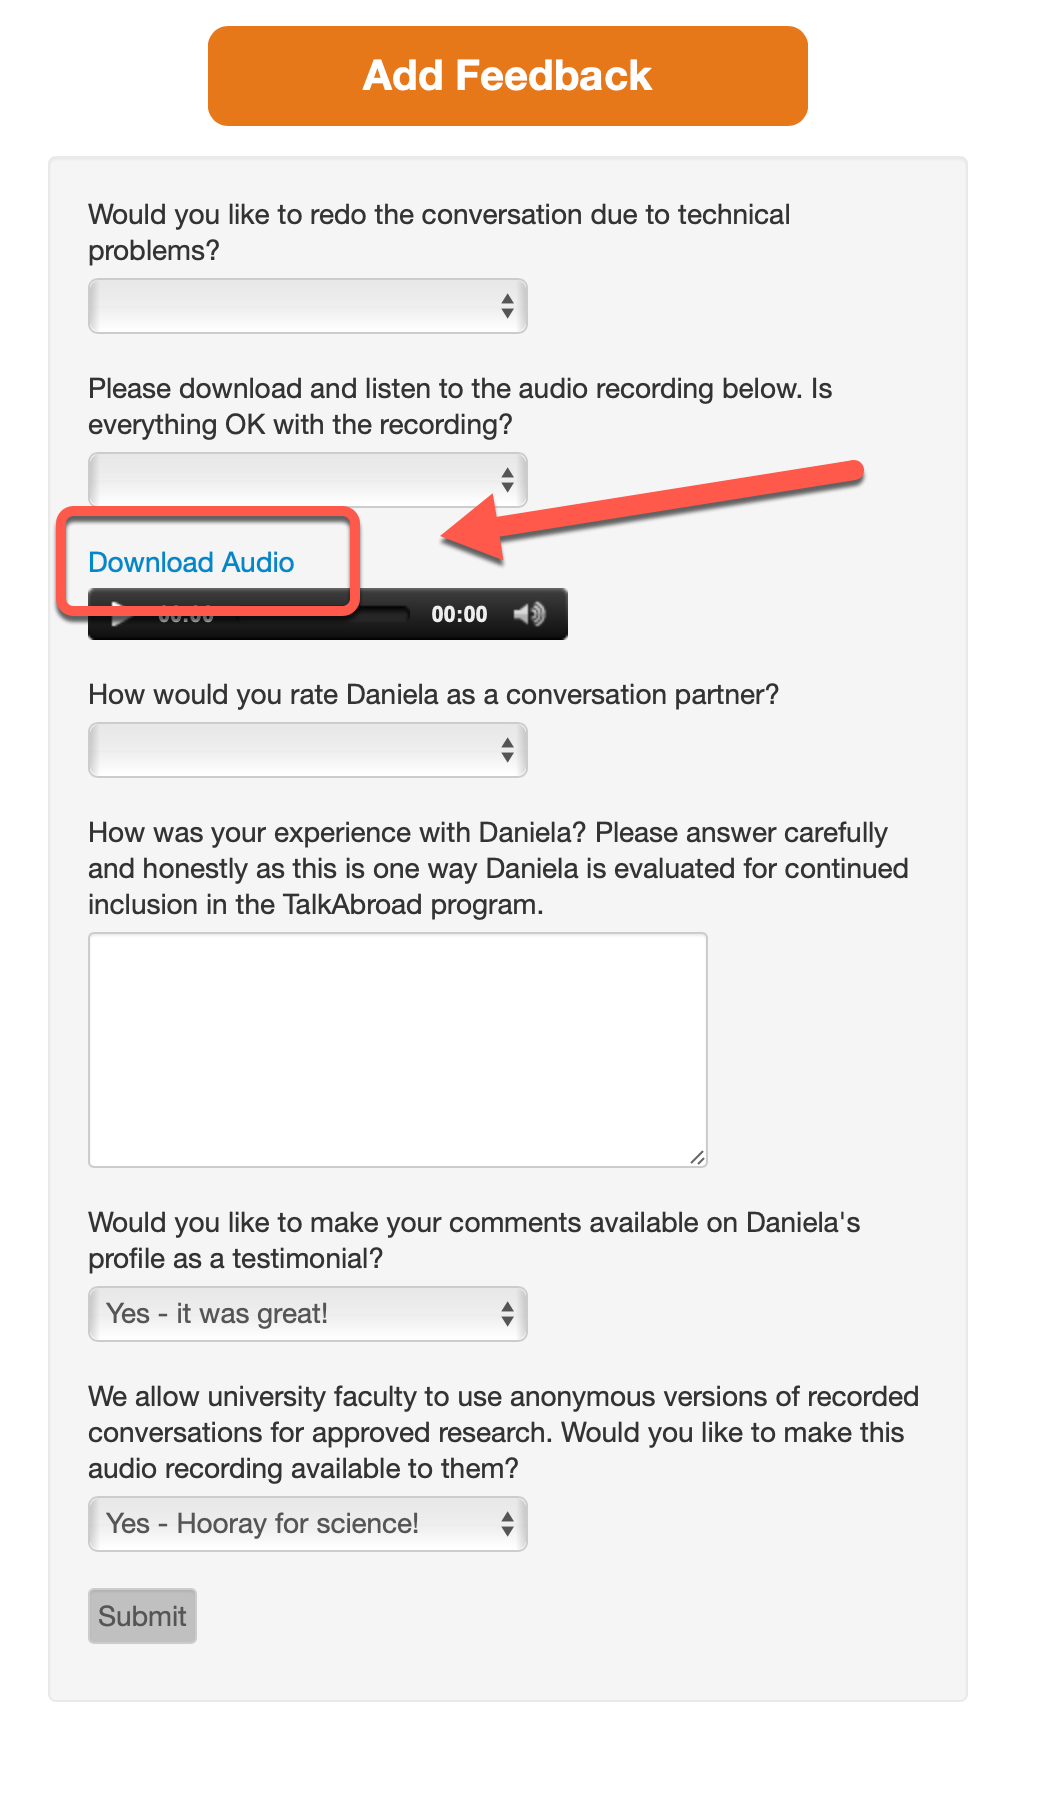 Add Feedback
Would you like to redo the conversation due to technical
problems?
Please download and listen to the audio recording below. Is
everything OK with the recording?
Download Audio
00:00 00:00
How would you rate Daniela as a conversation partner?
How was your experience with Daniela? Please answer carefully
and honestly as this is one way Daniela is evaluated for continued
inclusion in the TalkAbroad program.
Would you like to make your comments available on Daniela's
profile as a testimonial?
Yes - it was great!
We allow university faculty to use anonymous versions of recorded
conversations for approved research. Would you like to make this
audio recording available to them?
Yes - Hooray for science!
Submit